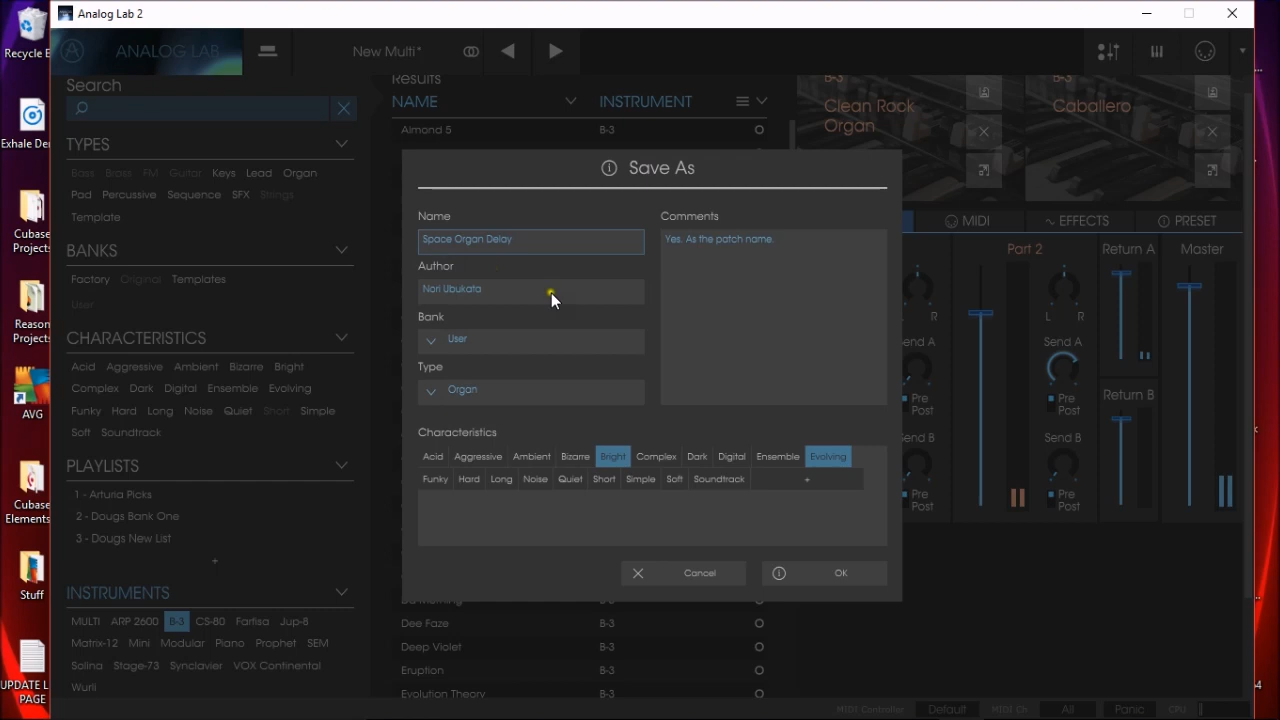 Analog Lab 2
Recycle B
ANALOG LAB
New Multi*
Search
Results
NAME
INSTRUMENT
Almond 5
B-3
B-3
Clean Rock
Organ
B-3
Caballero
Exhale De
TYPES
Bass Brass FM Guitar Keys Lead Organ
Pad Percussive Sequence SFX Strings
Template
Cubase
Projects
BANKS
Factory Original Templates
User
Reason
Projects
CHARACTERISTICS
Acid Aggressive Ambient Bizarre Bright
Complex Dark Digital Ensemble Evolving
Funky Hard Long Noise Quiet Short Simple
Soft Soundtrack
AVG
PLAYLISTS
1 - Arturia Picks
2 - Dougs Bank One
3 - Dougs New List
+
Cubase
Elements
INSTRUMENTS
MULTI ARP 2600 B-3 CS-80 Farfisa Jup-8
Matrix-12 Mini Modular Piano Prophet SEM
Solina Stage-73 Synclavier VOX Continental
Wurli
Stuff
UPDATE L
PAGE
Save As
Name
Space Organ Delay
Author
Nori Ubukata
Bank
User
Type
Organ
Comments
Yes. As the patch name.
Characteristics
Acid Aggressive Ambient Bizarre Bright Complex Dark Digital Ensemble Evolving
Funky Hard Long Noise Quiet Short Simple Soft Soundtrack +
Cancel
OK
Dee Faze B-3
Deep Violet B-3
Eruption B-3
Evolution Theory B-3
MIDI
EFFECTS
PRESET
Part 2
Return A
Master
R
L R
Send A
Pre
Post
Pre
Post
Return B
Send B
Pre
Post
Pre
Post
MIDI Controller Default MIDI Ch. All Panic CPU